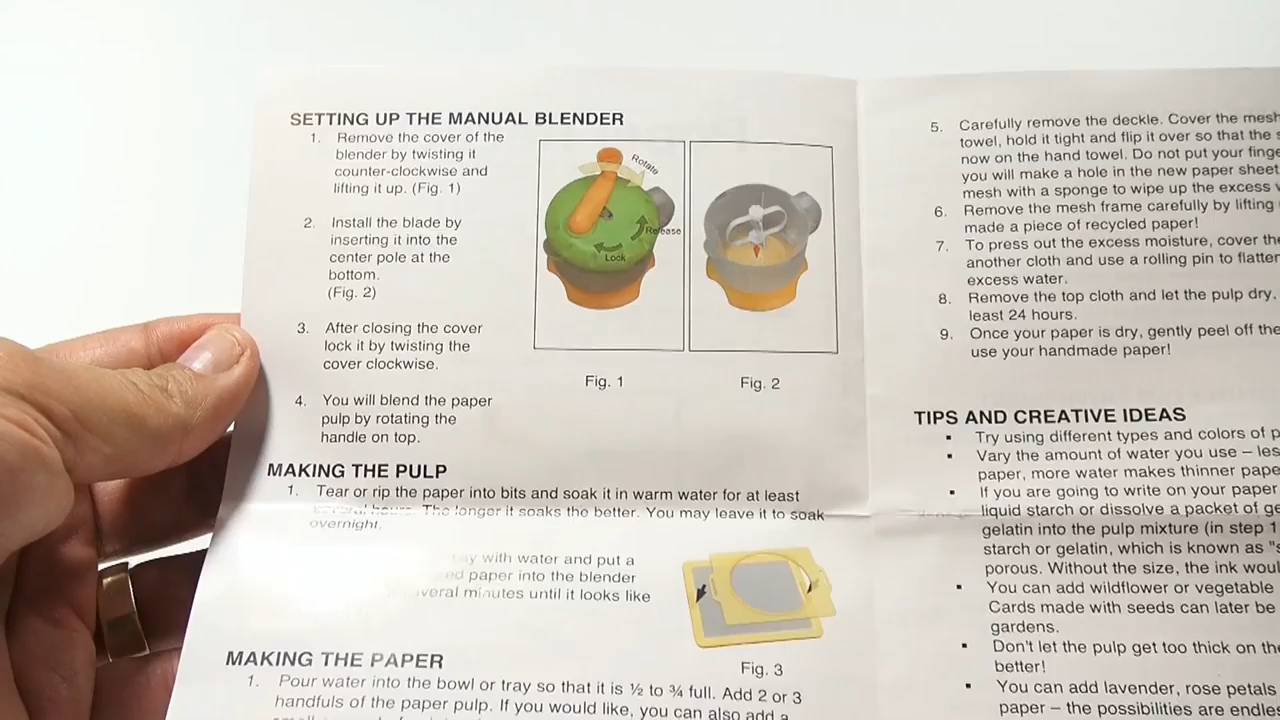 SETTING UP THE MANUAL BLENDER
1. Remove the cover of the
blender by twisting it
counter-clockwise and
lifting it up. (Fig. 1)
2. Install the blade by
inserting it into the
center pole at the
bottom.
(Fig. 2)
3. After closing the cover
lock it by twisting the
cover clockwise.
4. You will blend the paper
pulp by rotating the
handle on top.
Rotate
Release
Lock
Fig. 1
Fig. 2
MAKING THE PULP
1. Tear or rip the paper into bits and soak it in warm water for at least
several hours. The longer it soaks the better. You may leave it to soak
overnight.
with water and put a
paper into the blender
several minutes until it looks like
Fig. 3
MAKING THE PAPER
1. Pour water into the bowl or tray so that it is ½ to ¾ full. Add 2 or 3
handfuls of the paper pulp. If you would like, you can also add a
5. Carefully remove the deckle. Cover the mesh
towel, hold it tight and flip it over so that the
now on the hand towel. Do not put your
you will make a hole in the new paper sheet
mesh with a sponge to wipe up the excess
6. Remove the mesh frame carefully by lifting
made a piece of recycled paper!
7. To press out the excess moisture, cover the
another cloth and use a rolling pin to flatten
excess water.
8. Remove the top cloth and let the pulp dry,
least 24 hours.
9. Once your paper is dry, gently peel off the
use your handmade paper!
TIPS AND CREATIVE IDEAS
▪ Try using different types and colors of p
▪ Vary the amount of water you use – les
paper, more water makes thinner pape
▪ If you are going to write on your paper
liquid starch or dissolve a packet of ge
gelatin into the pulp mixture (in step 1
starch or gelatin, which is known as "s
porous. Without the size, the ink woul
▪ You can add wildflower or vegetable
Cards made with seeds can later be
gardens.
▪ Don't let the pulp get too thick on the
better!
▪ You can add lavender, rose petals
paper – the possibilities are endles